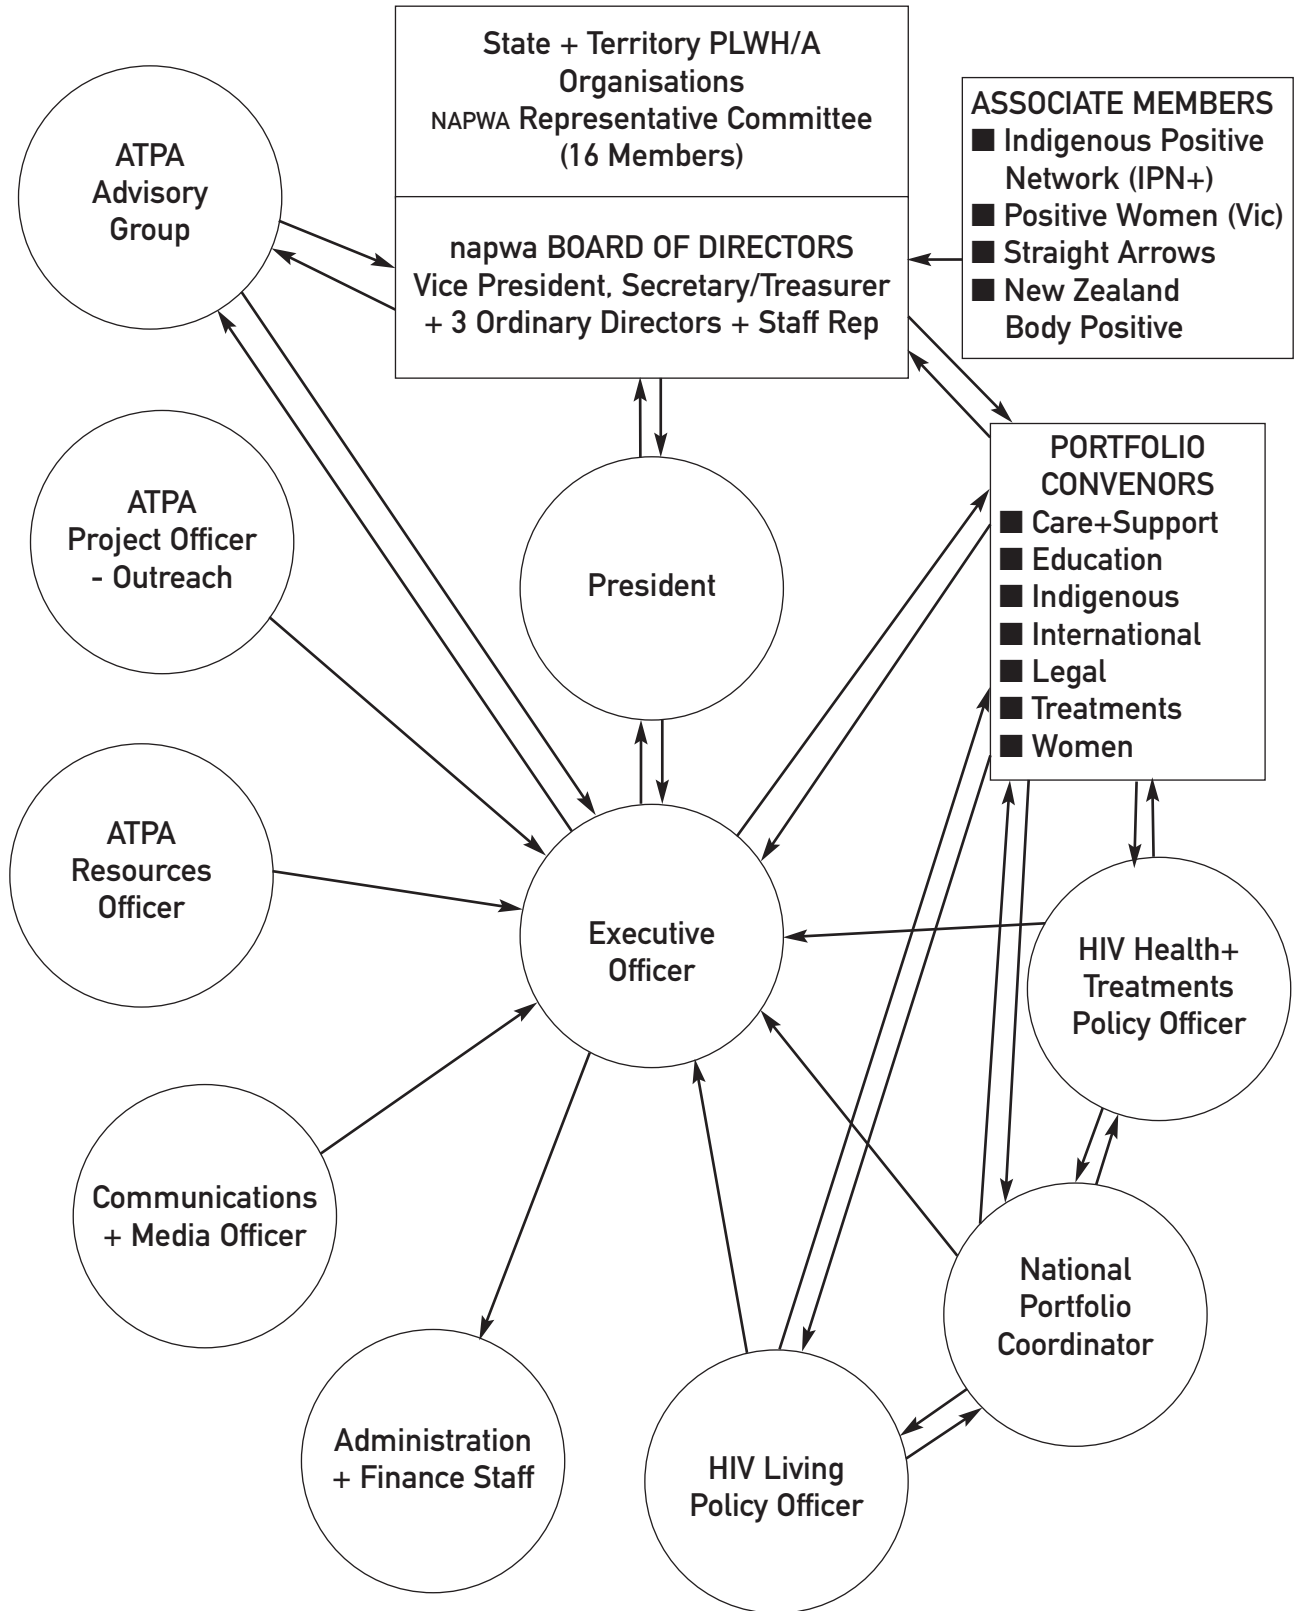 State + Territory PLWH/A
Organisations
NAPWA Representative Committee
(16 Members)
napwa BOARD OF DIRECTORS
Vice President, Secretary/Treasurer
+ 3 Ordinary Directors + Staff Rep
ASSOCIATE MEMBERS
■ Indigenous Positive
Network (IPN+)
■ Positive Women (Vic)
■ Straight Arrows
■ New Zealand
Body Positive
ATPA
Advisory
Group
ATPA
Project Officer
- Outreach
President
PORTFOLIO
CONVENORS
■ Care+Support
■ Education
■ Indigenous
■ International
■ Legal
■ Treatments
■ Women
ATPA
Resources
Officer
Executive
Officer
HIV Health+
Treatments
Policy Officer
Communications
+ Media Officer
National
Portfolio
Coordinator
Administration
+ Finance Staff
HIV Living
Policy Officer